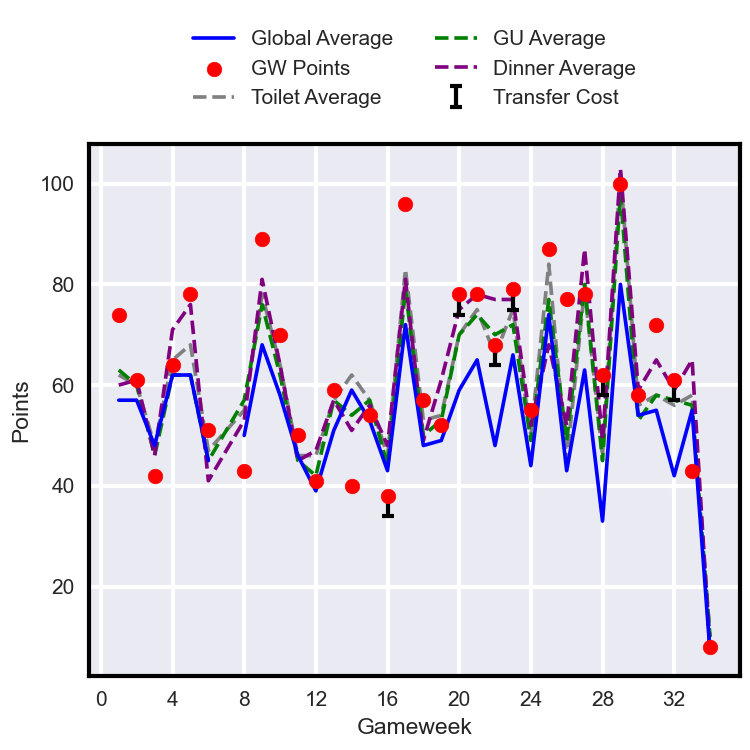 Global Average
GW Points
Toilet Average
GU Average
Dinner Average
Transfer Cost
Points
100
80
60
40
20
0 4 8 12 16 20 24 28 32
Gameweek